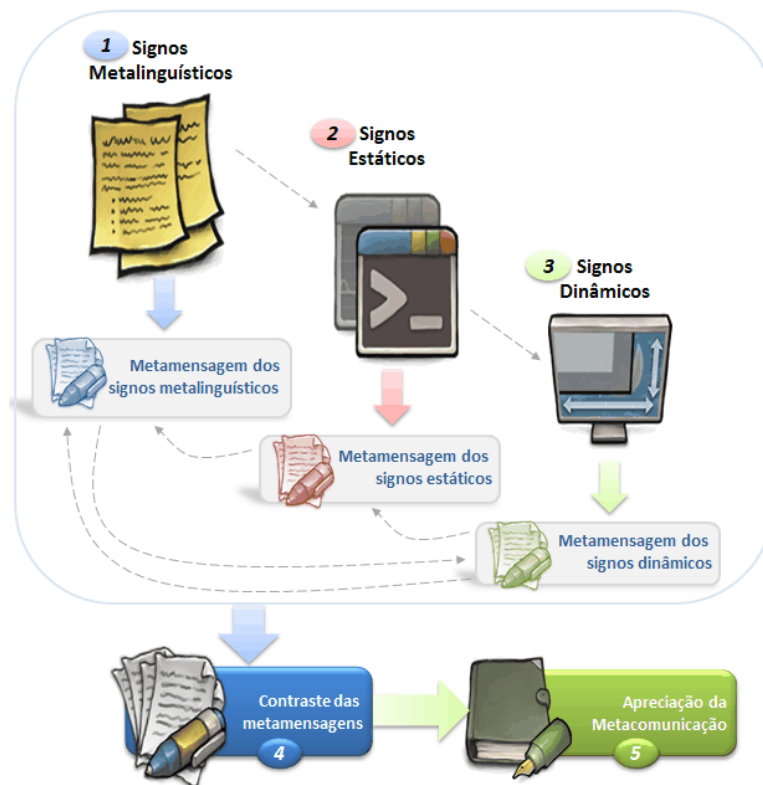 1 Signos
Metalinguísticos
2 Signos
Estáticos
3 Signos
Dinâmicos
Metamensagem dos
signos metalinguísticos
Metamensagem dos
signos estáticos
Metamensagem dos
signos dinâmicos
Contraste das
metamensagens
4
Apreciação da
Metacomunicação
5